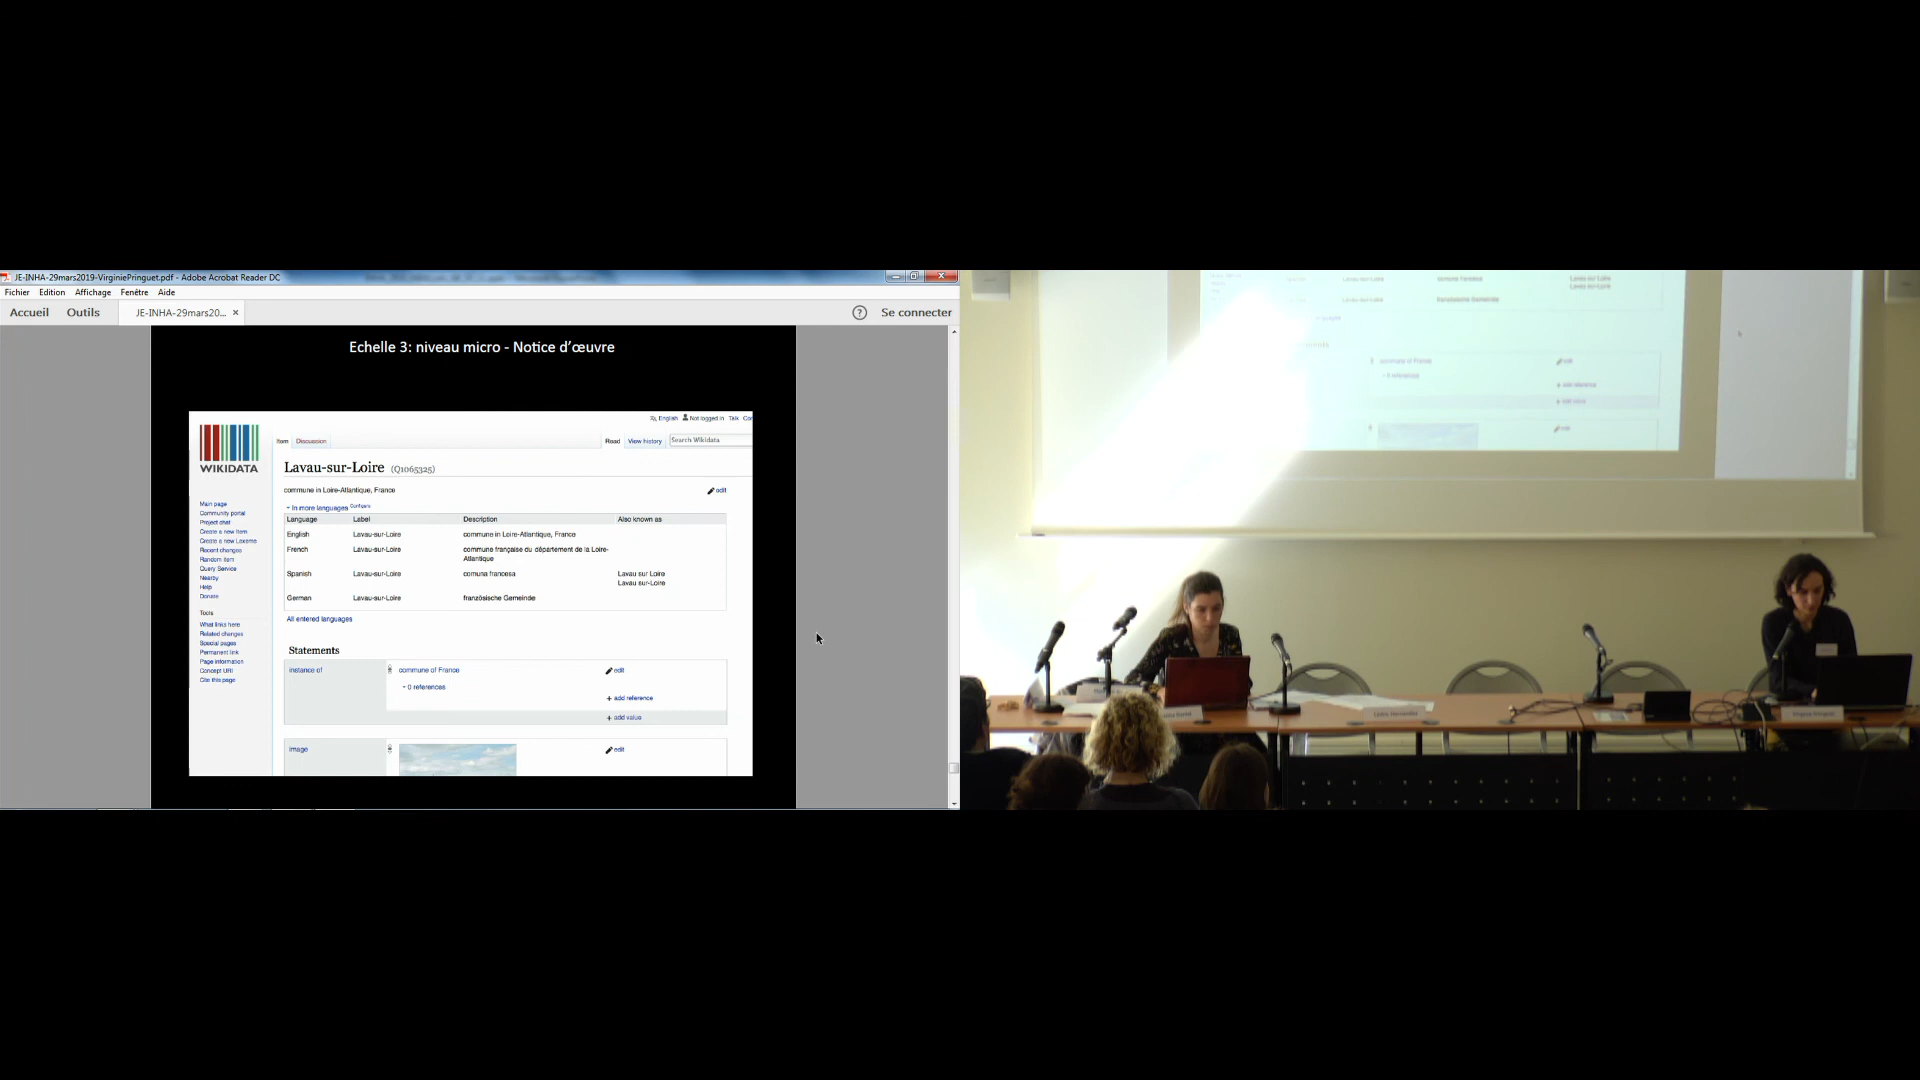 JE-INHA-29mars2019-VirginiePringuet.pdf - Adobe Acrobat Reader DC
Fichier Edition Affichage Fenêtre Aide
Accueil Outils JE-INHA-29mars20... × ? Se connecter
Echelle 3: niveau micro - Notice d'œuvre
English Not logged in Talk
Item Discussion Read View history Search Wikidata
WIKIDATA
Lavau-sur-Loire (Q1065325)
commune in Loire-Atlantique, France edit
In more languages Configure
Language Label Description Also known as
English Lavau-sur-Loire commune in Loire-Atlantique, France
French Lavau-sur-Loire commune française du département de la Loire-
Atlantique
Spanish Lavau-sur-Loire comuna francesa Lavau sur Loire
Lavau sur-Loire
German Lavau-sur-Loire französische Gemeinde
All entered languages
Main page
Community portal
Project chat
Create a new Item
Create a new Lexeme
Recent changes
Random item
Query Service
Nearby
Help
Donate
Tools
What links here
Related changes
Special pages
Permanent link
Page information
Concept URI
Cite this page
Statements
instance of commune of France edit
0 references
+ add reference
+ add value
image edit